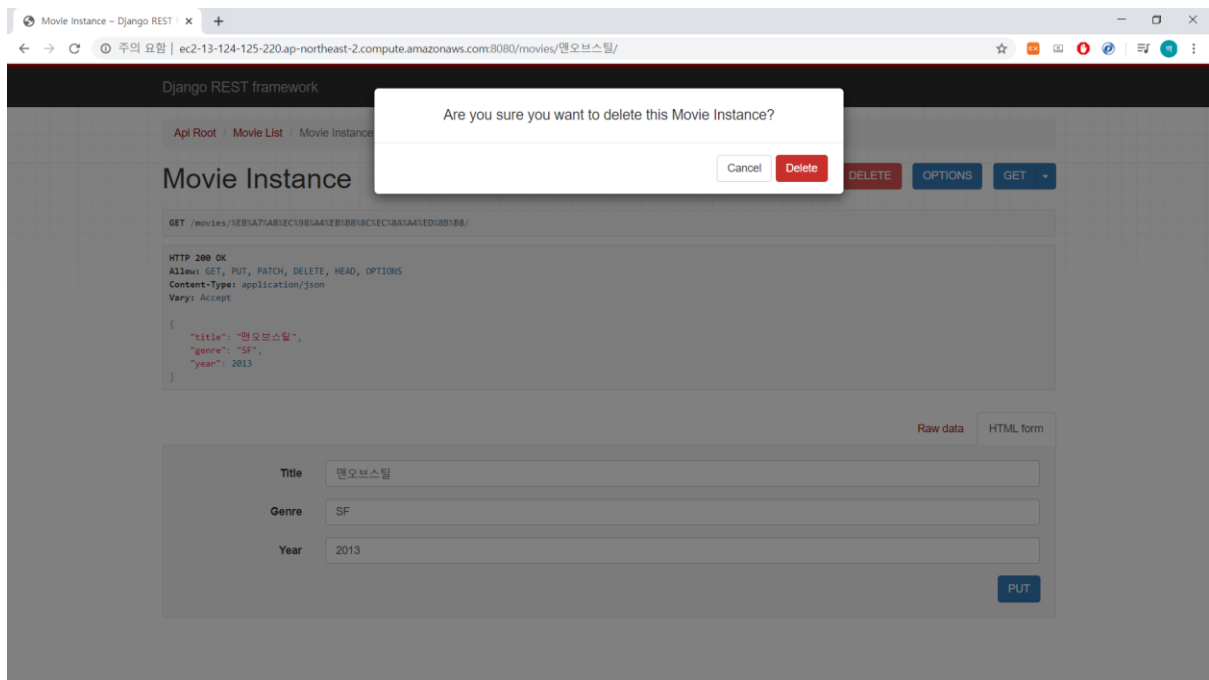 Movie Instance – Django REST
주의 요함 | ec2-13-124-125-220.ap-northeast-2.compute.amazonaws.com:8080/movies/맨오브스틸/
Django REST framework
Are you sure you want to delete this Movie Instance?
Cancel Delete
Api Root / Movie List / Movie Instance
Movie Instance
DELETE OPTIONS GET
GET /movies/%EB%A7%A8%EC%98%A4%EB%B8%8C%EC%8A%A4%ED%8B%B8/
HTTP 200 OK
Allow: GET, PUT, PATCH, DELETE, HEAD, OPTIONS
Content-Type: application/json
Vary: Accept
{
"title": "맨오브스틸",
"genre": "SF",
"year": 2013
}
Raw data HTML form
Title 맨오브스틸
Genre SF
Year 2013
PUT